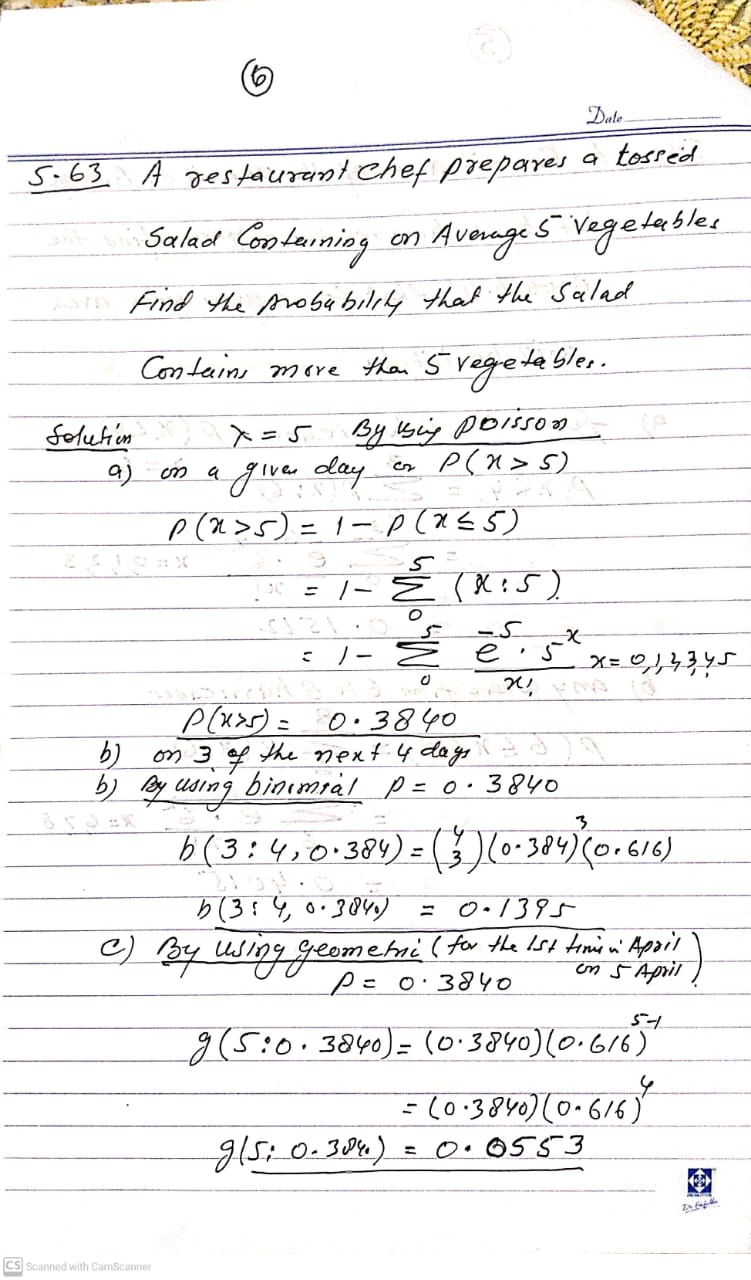 6
Date
5.63 A restaurant chef prepares a tossed
Salad Containing on Average 5 vegetables
Find the probability that the Salad
Contains more than 5 vegetables.
Solution λ = 5 By using poisson
a) on a given day or P(x > 5)
P(x > 5) = 1 - P(x ≤ 5)
= 1 - 5 Σ 0 (x : 5)
= 1 - 5 Σ 0 e^-5 . 5^x / x! x = 0,1,2,3,4,5
P(x>5) = 0.3840
b) on 3 of the next 4 days
b) By using binomial P = 0.3840
b(3 : 4, 0.384) = (4 3)(0.384)^3 (0.616)
b(3 : 4, 0.3840) = 0.1395
c) By using geometric (for the 1st time in April
on 5 April)
P = 0.3840
g(5 : 0.3840) = (0.3840)(0.616)^5-1
= (0.3840)(0.616)^4
g(5 ; 0.384.) = 0.0553
CS Scanned with CamScanner